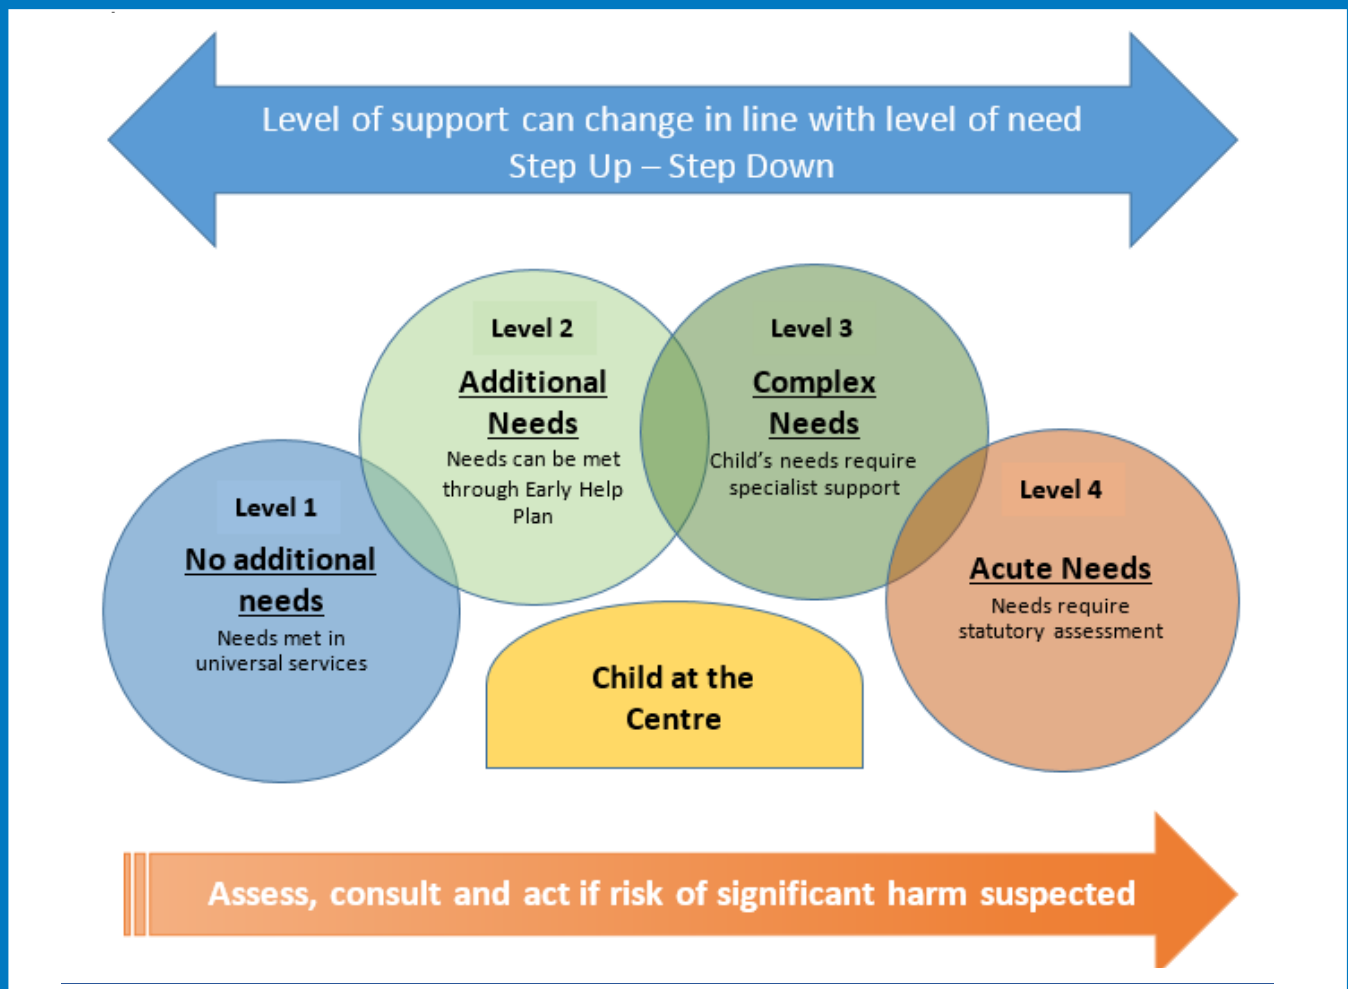 Level of support can change in line with level of need
Step Up – Step Down
Level 1
No additional
needs
Needs met in
universal services
Level 2
Additional
Needs
Needs can be met
through Early Help
Plan
Level 3
Complex
Needs
Child’s needs require
specialist support
Level 4
Acute Needs
Needs require
statutory assessment
Child at the
Centre
Assess, consult and act if risk of significant harm suspected